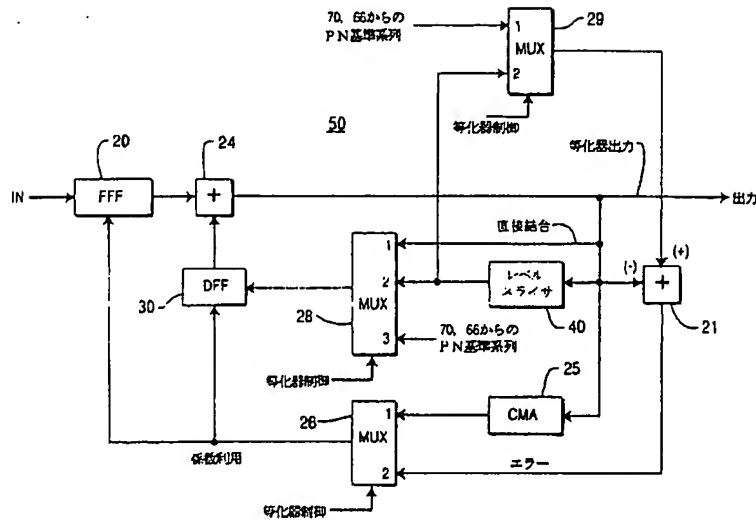 70, 66からの
PN基準系列
1
MUX
2
29
等化器制御
50
20
24
IN
FFF
+
等化器出力
出力
直接結合
(+)
(-)
DFF
30
1
2
MUX
3
28
レベル
スライサ
40
+
21
70, 66からの
PN基準系列
等化器制御
25
26
1
MUX
2
CMA
係数利用
エラー
等化器制御